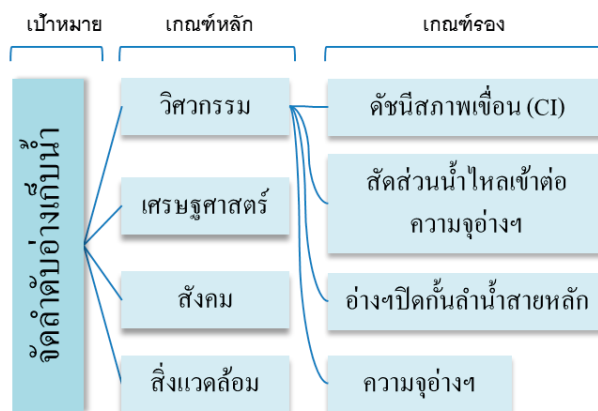 เป้าหมาย
เกณฑ์หลัก
เกณฑ์รอง
จัดลำดับอ่างเก็บน้ำ
วิศวกรรม
เศรษฐศาสตร์
สังคม
สิ่งแวดล้อม
ดัชนีสภาพเขื่อน (CI)
สัดส่วนน้ำไหลเข้าต่อ
ความจุอ่างฯ
อ่างฯปิดกั้นลำน้ำสายหลัก
ความจุอ่างฯ